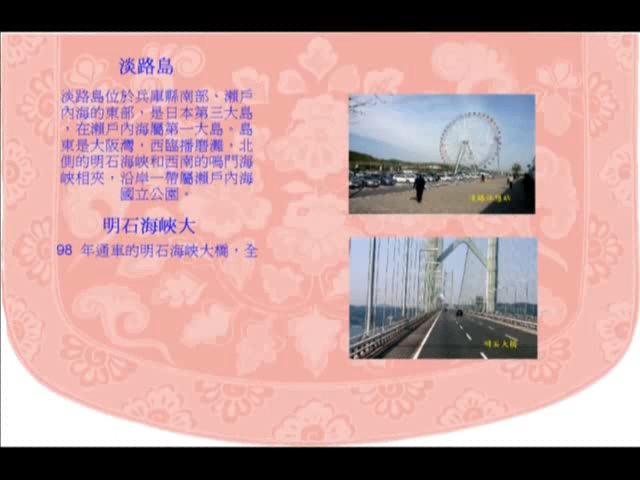 淡路島
淡路島位於兵庫縣南部、瀨戶
內海的東部，是日本第三大島
，在瀨戶內海屬第一大島。島
東是大阪灣，西臨播磨灘，北
側的明石海峽和西南的鳴門海
峽相夾，沿岸一帶屬瀨戶內海
國立公園。
明石海峽大
98 年通車的明石海峽大橋，全
淡路休息站
明石大橋